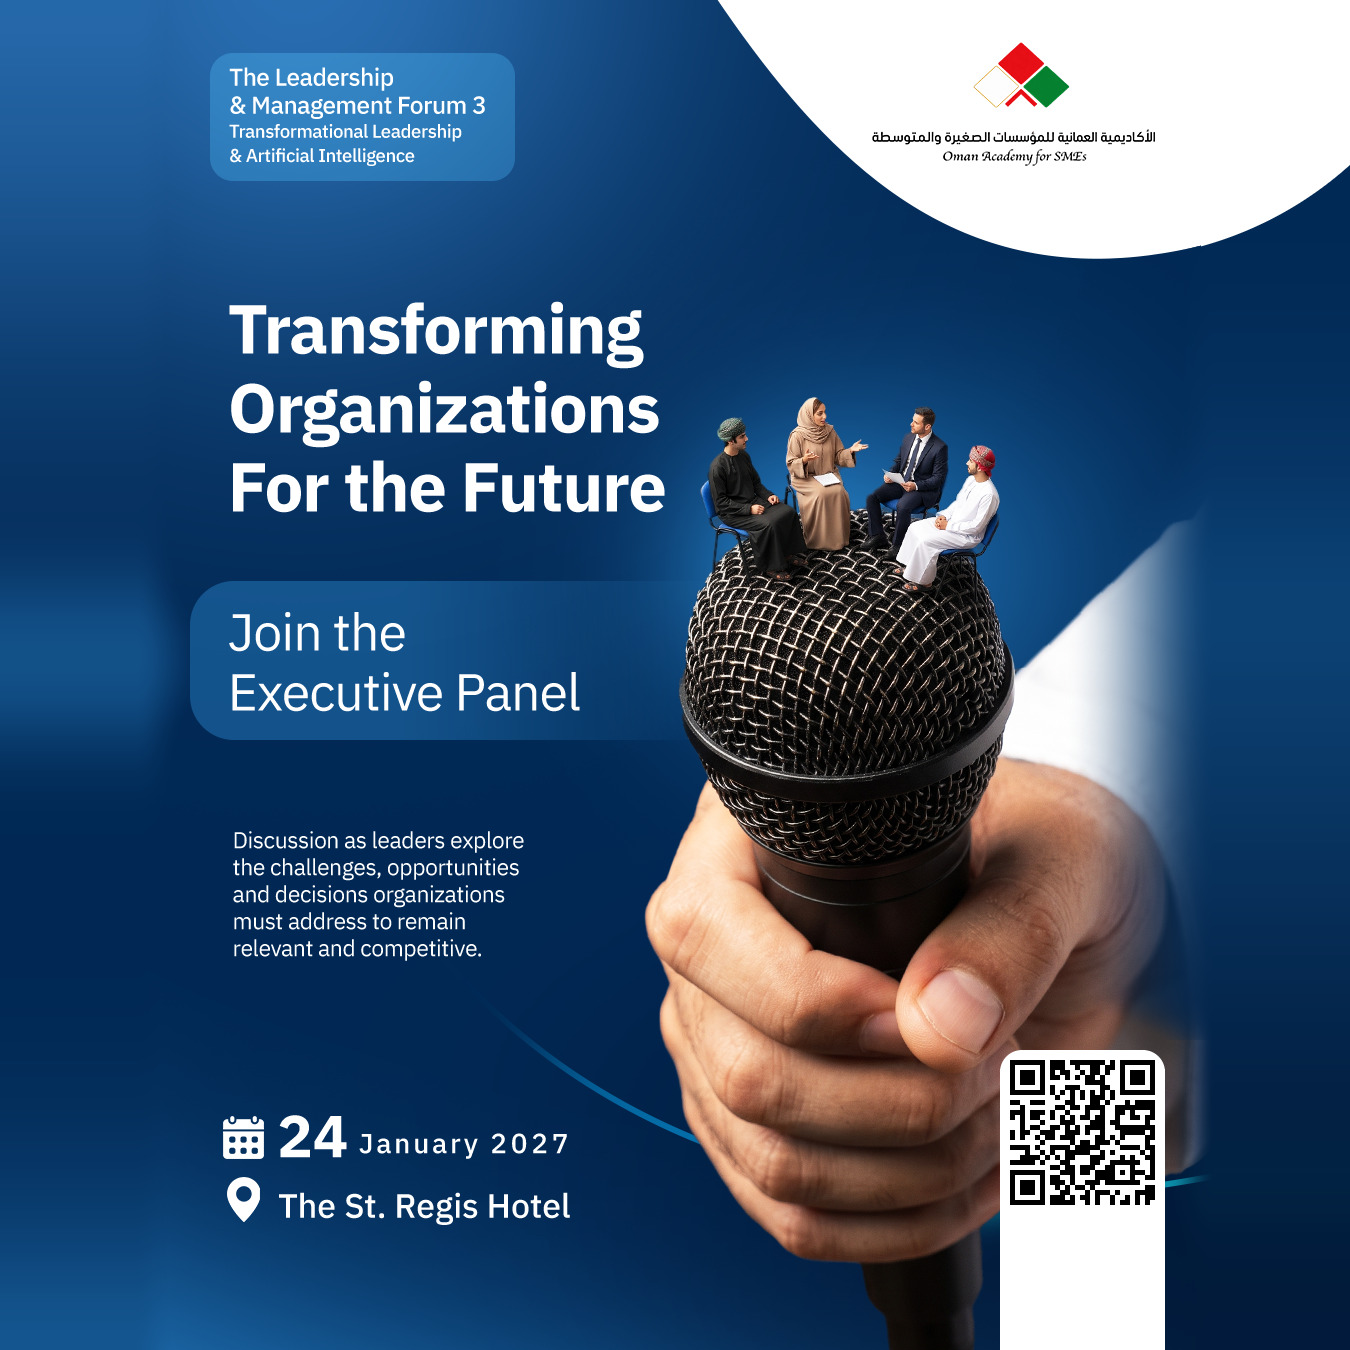 The Leadership
& Management Forum 3
Transformational Leadership
& Artificial Intelligence
الأكاديمية العمانية للمؤسسات الصغيرة والمتوسطة
Oman Academy for SMEs
Transforming
Organizations
For the Future
Join the
Executive Panel
Discussion as leaders explore
the challenges, opportunities
and decisions organizations
must address to remain
relevant and competitive.
24 January 2027
The St. Regis Hotel